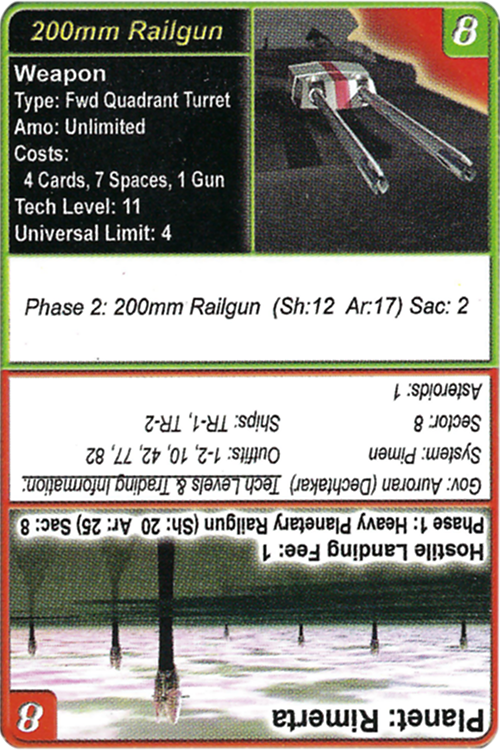 200mm Railgun
8
Weapon
Type: Fwd Quadrant Turret
Amo: Unlimited
Costs:
4 Cards, 7 Spaces, 1 Gun
Tech Level: 11
Universal Limit: 4
Phase 2: 200mm Railgun (Sh:12 Ar:17) Sac: 2
Planet: Rimerta
8
Hostile Landing Fee: 1
Phase 1: Heavy Planetary Railgun (Sh: 20 Ar: 25) Sac: 8
Gov: Auroran (Dechtakar) Tech Levels & Trading Information:
System: Pimen Outfits: 1-2, 10, 42, 77, 82
Sector: 8 Ships: TR-1, TR-2
Asteroids: 1